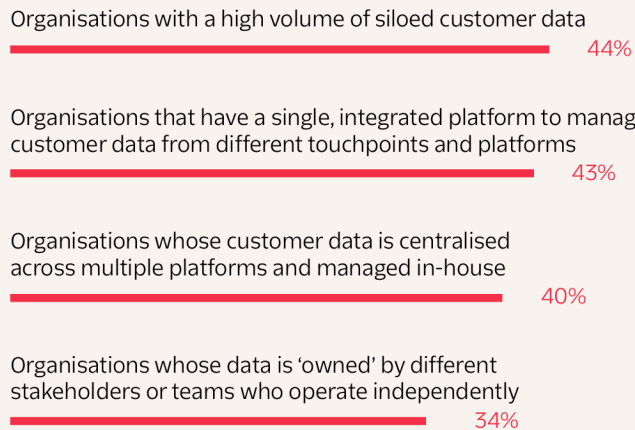 Organisations with a high volume of siloed customer data
44%
Organisations that have a single, integrated platform to manag
customer data from different touchpoints and platforms
43%
Organisations whose customer data is centralised
across multiple platforms and managed in-house
40%
Organisations whose data is ‘owned’ by different
stakeholders or teams who operate independently
34%